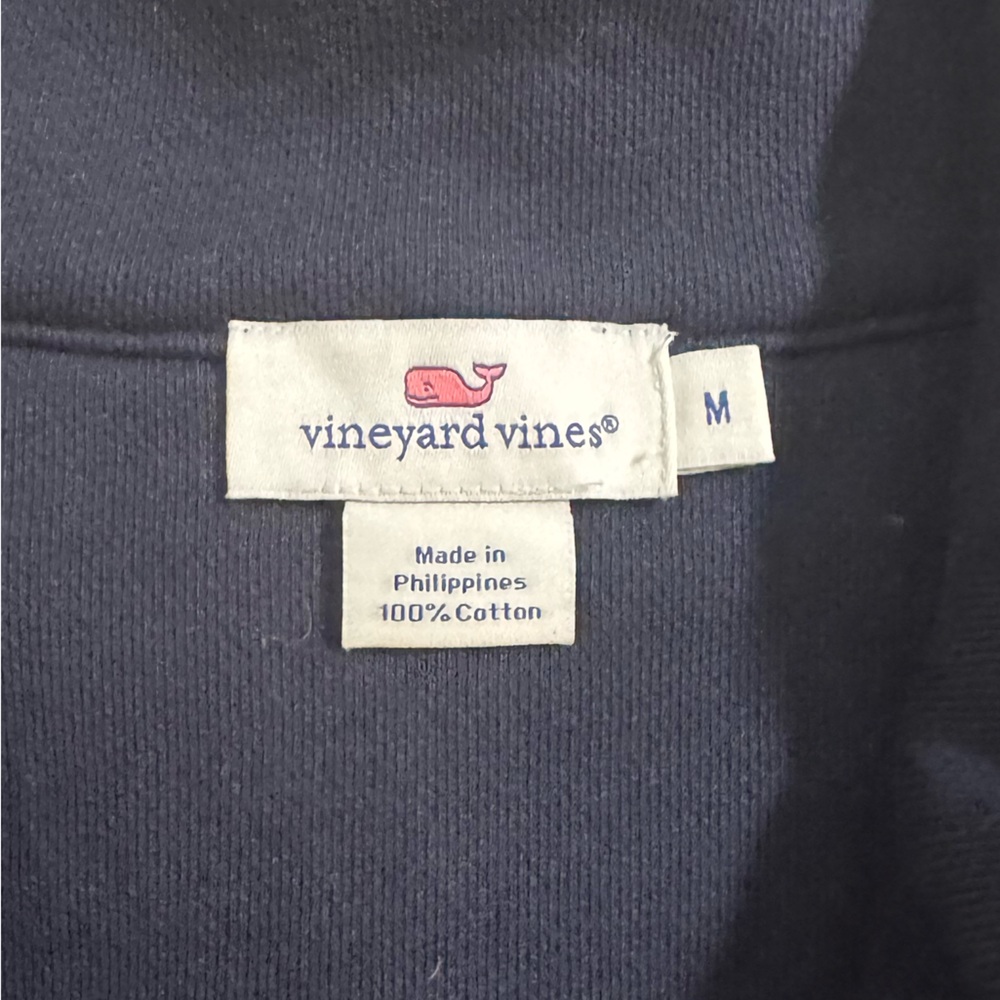 vineyard vines®
M
Made in
Philippines
100% Cotton